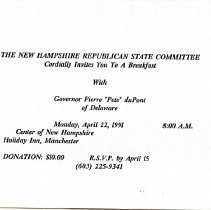 THE NEW HAMPSHIRE REPUBLICAN STATE COMMITTEE
Cordially Invites You To A Breakfast
With
Governor Pierre "Pete" duPont
of Delaware
Monday, April 22, 1991 8:00 A.M.
Center of New Hampshire
Holiday Inn, Manchester
DONATION: $10.00 R.S.V.P. by April 15
(603) 225-9341